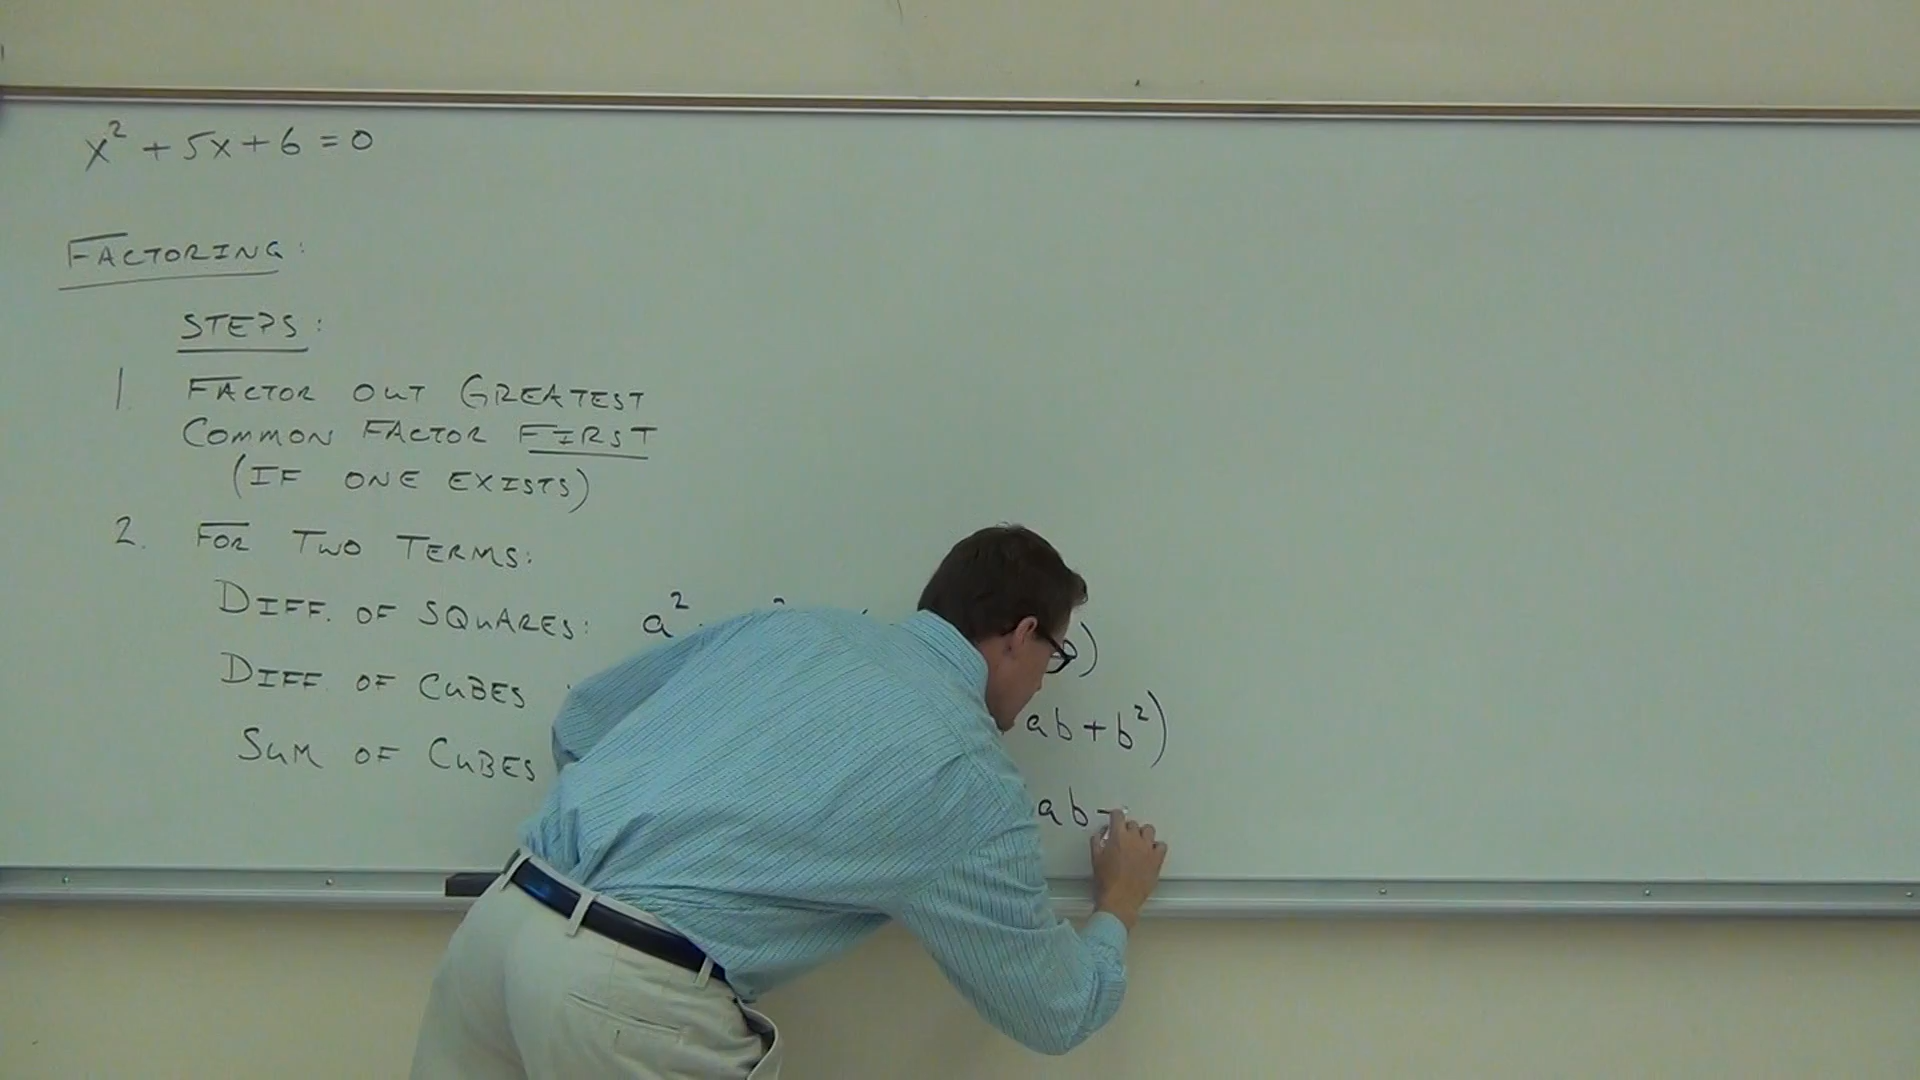 x² + 5x + 6 = 0
FACTORING:
STEPS:
1. FACTOR OUT GREATEST
COMMON FACTOR FIRST
(IF ONE EXISTS)
2. FOR TWO TERMS:
DIFF. OF SQUARES: a²
DIFF. OF CUBES : ab + b²)
SUM OF CUBES ab